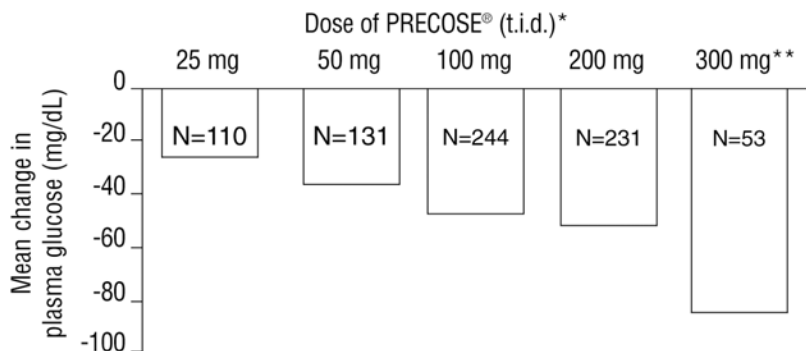 Dose of PRECOSE® (t.i.d.)*
25 mg 50 mg 100 mg 200 mg 300 mg**
Mean change in
plasma glucose (mg/dL)
0
-20
-40
-60
-80
-100
N=110 N=131 N=244 N=231 N=53